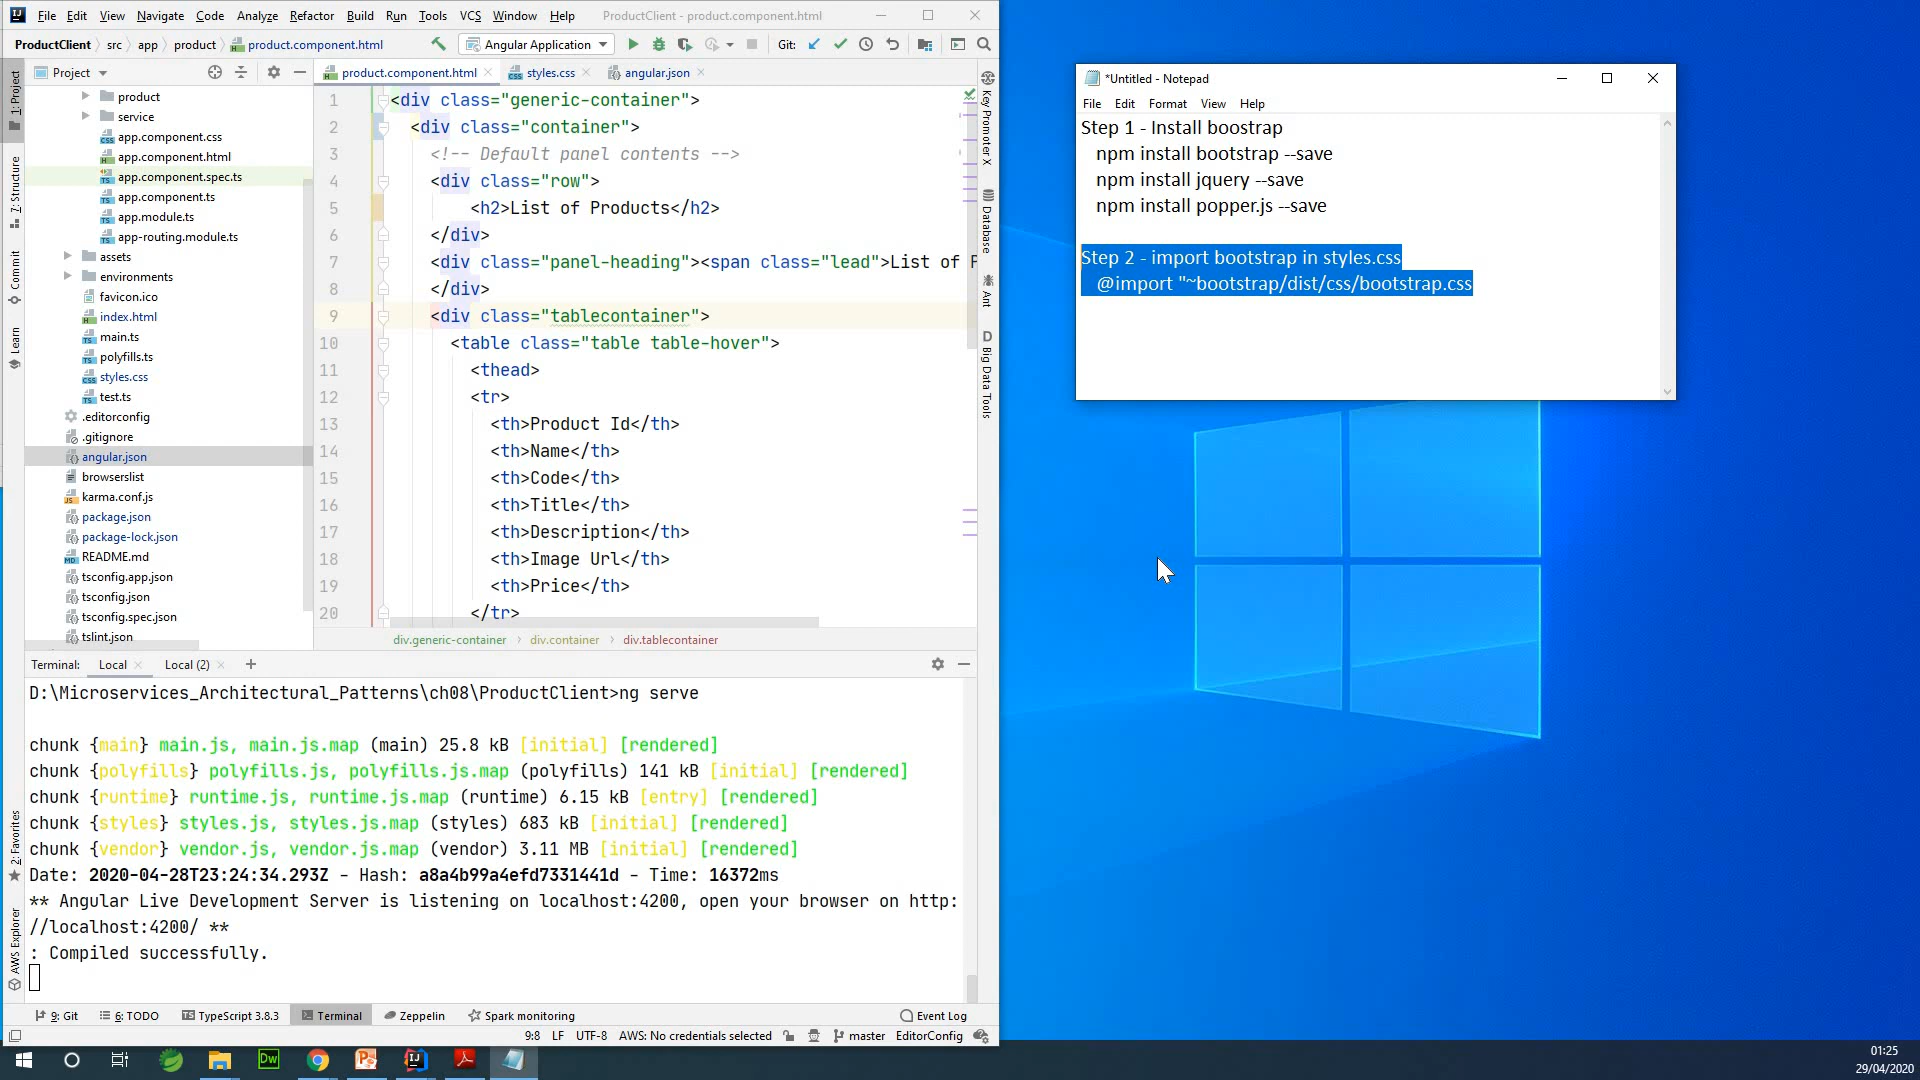 File Edit View Navigate Code Analyze Refactor Build Run Tools VCS Window Help ProductClient - product.component.html
ProductClient src app product product.component.html Angular Application Git:
Project product.component.html styles.css angular.json
1: Project
7: Structure
Commit
Learn
2: Favorites
AWS Explorer
product
service
app.component.css
app.component.html
app.component.spec.ts
app.component.ts
app.module.ts
app-routing.module.ts
assets
environments
favicon.ico
index.html
main.ts
polyfills.ts
styles.css
test.ts
.editorconfig
.gitignore
angular.json
browserslist
karma.conf.js
package.json
package-lock.json
README.md
tsconfig.app.json
tsconfig.json
tsconfig.spec.json
tslint.json
1 <div class="generic-container">
2 <div class="container">
3 <!-- Default panel contents -->
4 <div class="row">
5 <h2>List of Products</h2>
6 </div>
7 <div class="panel-heading"><span class="lead">List of P
8 </div>
9 <div class="tablecontainer">
10 <table class="table table-hover">
11 <thead>
12 <tr>
13 <th>Product Id</th>
14 <th>Name</th>
15 <th>Code</th>
16 <th>Title</th>
17 <th>Description</th>
18 <th>Image Url</th>
19 <th>Price</th>
20 </tr>
div.generic-container div.container div.tablecontainer
Key Promoter X
Database
Ant
D Big Data Tools
Terminal: Local Local (2)
D:\Microservices_Architectural_Patterns\ch08\ProductClient>ng serve
chunk {main} main.js, main.js.map (main) 25.8 kB [initial] [rendered]
chunk {polyfills} polyfills.js, polyfills.js.map (polyfills) 141 kB [initial] [rendered]
chunk {runtime} runtime.js, runtime.js.map (runtime) 6.15 kB [entry] [rendered]
chunk {styles} styles.js, styles.js.map (styles) 683 kB [initial] [rendered]
chunk {vendor} vendor.js, vendor.js.map (vendor) 3.11 MB [initial] [rendered]
Date: 2020-04-28T23:24:34.293Z - Hash: a8a4b99a4efd7331441d - Time: 16372ms
** Angular Live Development Server is listening on localhost:4200, open your browser on http:
//localhost:4200/ **
: Compiled successfully.
9: Git 6: TODO TypeScript 3.8.3 Terminal Zeppelin Spark monitoring Event Log
9:8 LF UTF-8 AWS: No credentials selected master EditorConfig
*Untitled - Notepad
File Edit Format View Help
Step 1 - Install boostrap
npm install bootstrap --save
npm install jquery --save
npm install popper.js --save
Step 2 - import bootstrap in styles.css
@import "~bootstrap/dist/css/bootstrap.css
Dw
01:25
29/04/2020